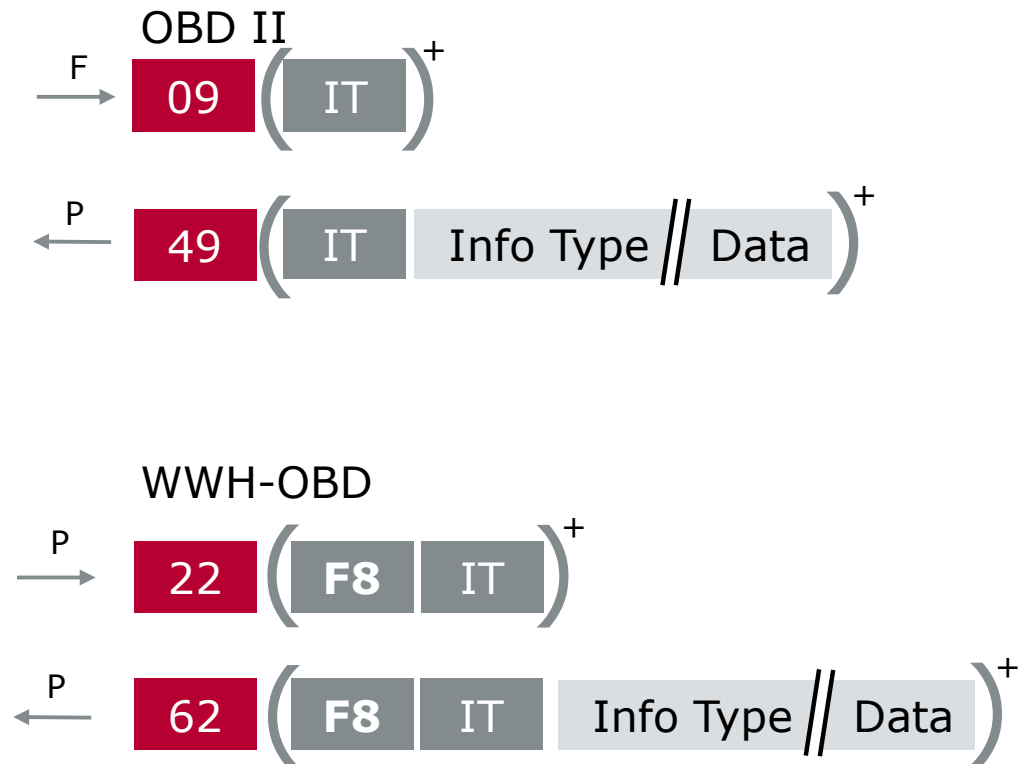 OBD II
F 09 ( IT )+
P 49 ( IT Info Type // Data )+
WWH-OBD
P 22 ( F8 IT )+
P 62 ( F8 IT Info Type // Data )+